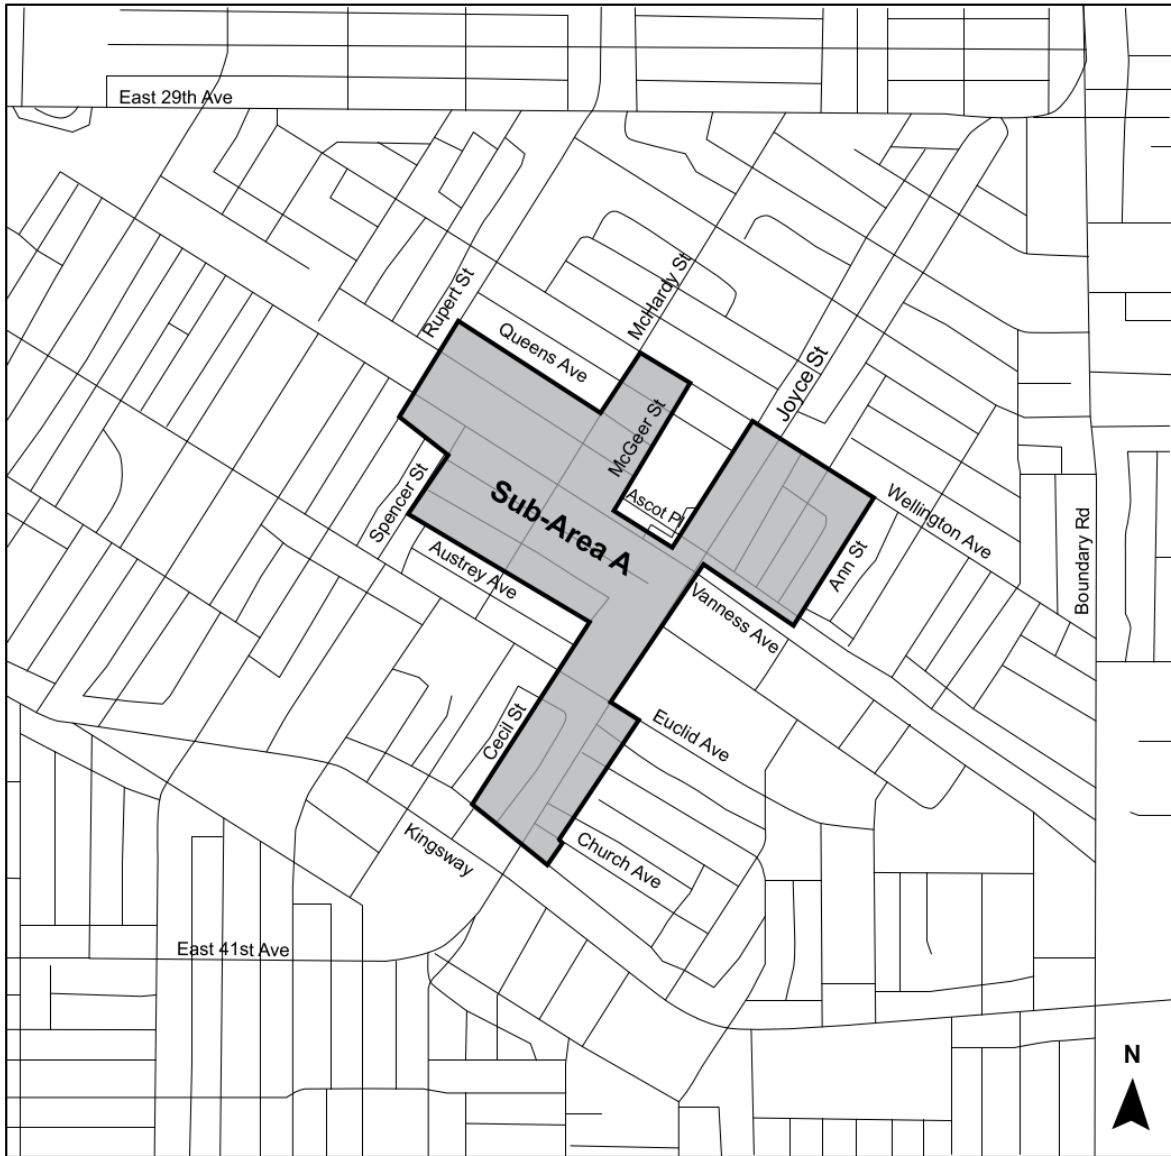 East 29th Ave
Rupert St
McHardy St
Queens Ave
Joyce St
McGeer St
Spencer St
Sub-Area A
Ascot Pl
Wellington Ave
Boundary Rd
Ann St
Austrey Ave
Vanness Ave
Cecil St
Euclid Ave
Kingsway
Church Ave
East 41st Ave
N